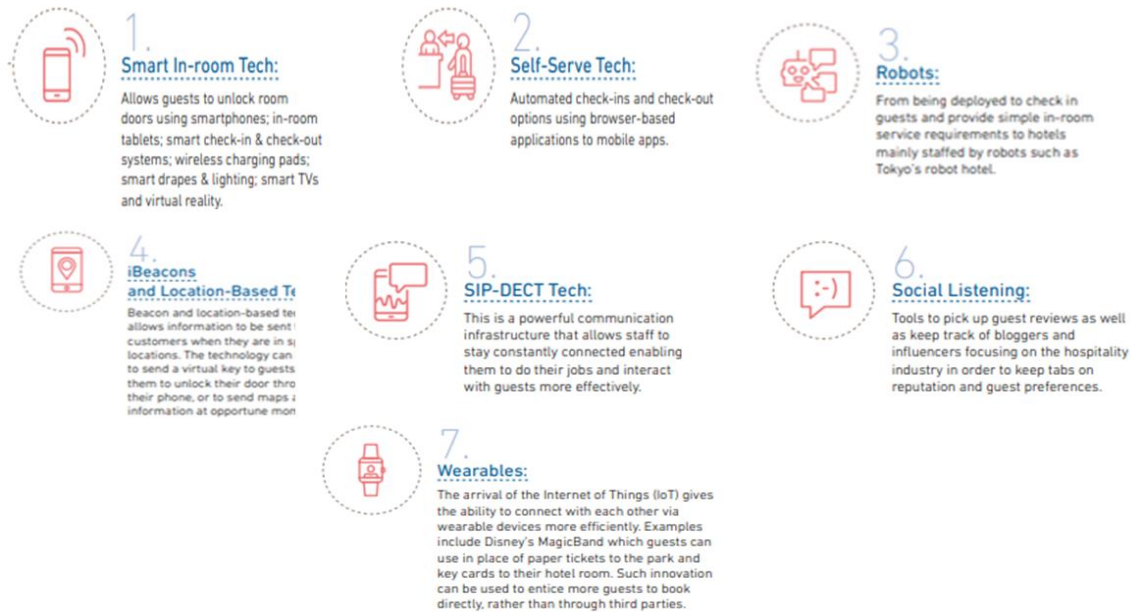 1.
Smart In-room Tech:
Allows guests to unlock room
doors using smartphones; in-room
tablets; smart check-in & check-out
systems; wireless charging pads;
smart drapes & lighting; smart TVs
and virtual reality.
2.
Self-Serve Tech:
Automated check-ins and check-out
options using browser-based
applications to mobile apps.
3.
Robots:
From being deployed to check in
guests and provide simple in-room
service requirements to hotels
mainly staffed by robots such as
Tokyo's robot hotel.
4.
iBeacons
and Location-Based Te
Beacon and location-based te
allows information to be sent
customers when they are in s
locations. The technology can
to send a virtual key to guests
them to unlock their door thro
their phone, or to send maps
information at opportune mon
5.
SIP-DECT Tech:
This is a powerful communication
infrastructure that allows staff to
stay constantly connected enabling
them to do their jobs and interact
with guests more effectively.
6.
Social Listening:
Tools to pick up guest reviews as well
as keep track of bloggers and
influencers focusing on the hospitality
industry in order to keep tabs on
reputation and guest preferences.
7.
Wearables:
The arrival of the Internet of Things (IoT) gives
the ability to connect with each other via
wearable devices more efficiently. Examples
include Disney's MagicBand which guests can
use in place of paper tickets to the park and
key cards to their hotel room. Such innovation
can be used to entice more guests to book
directly, rather than through third parties.